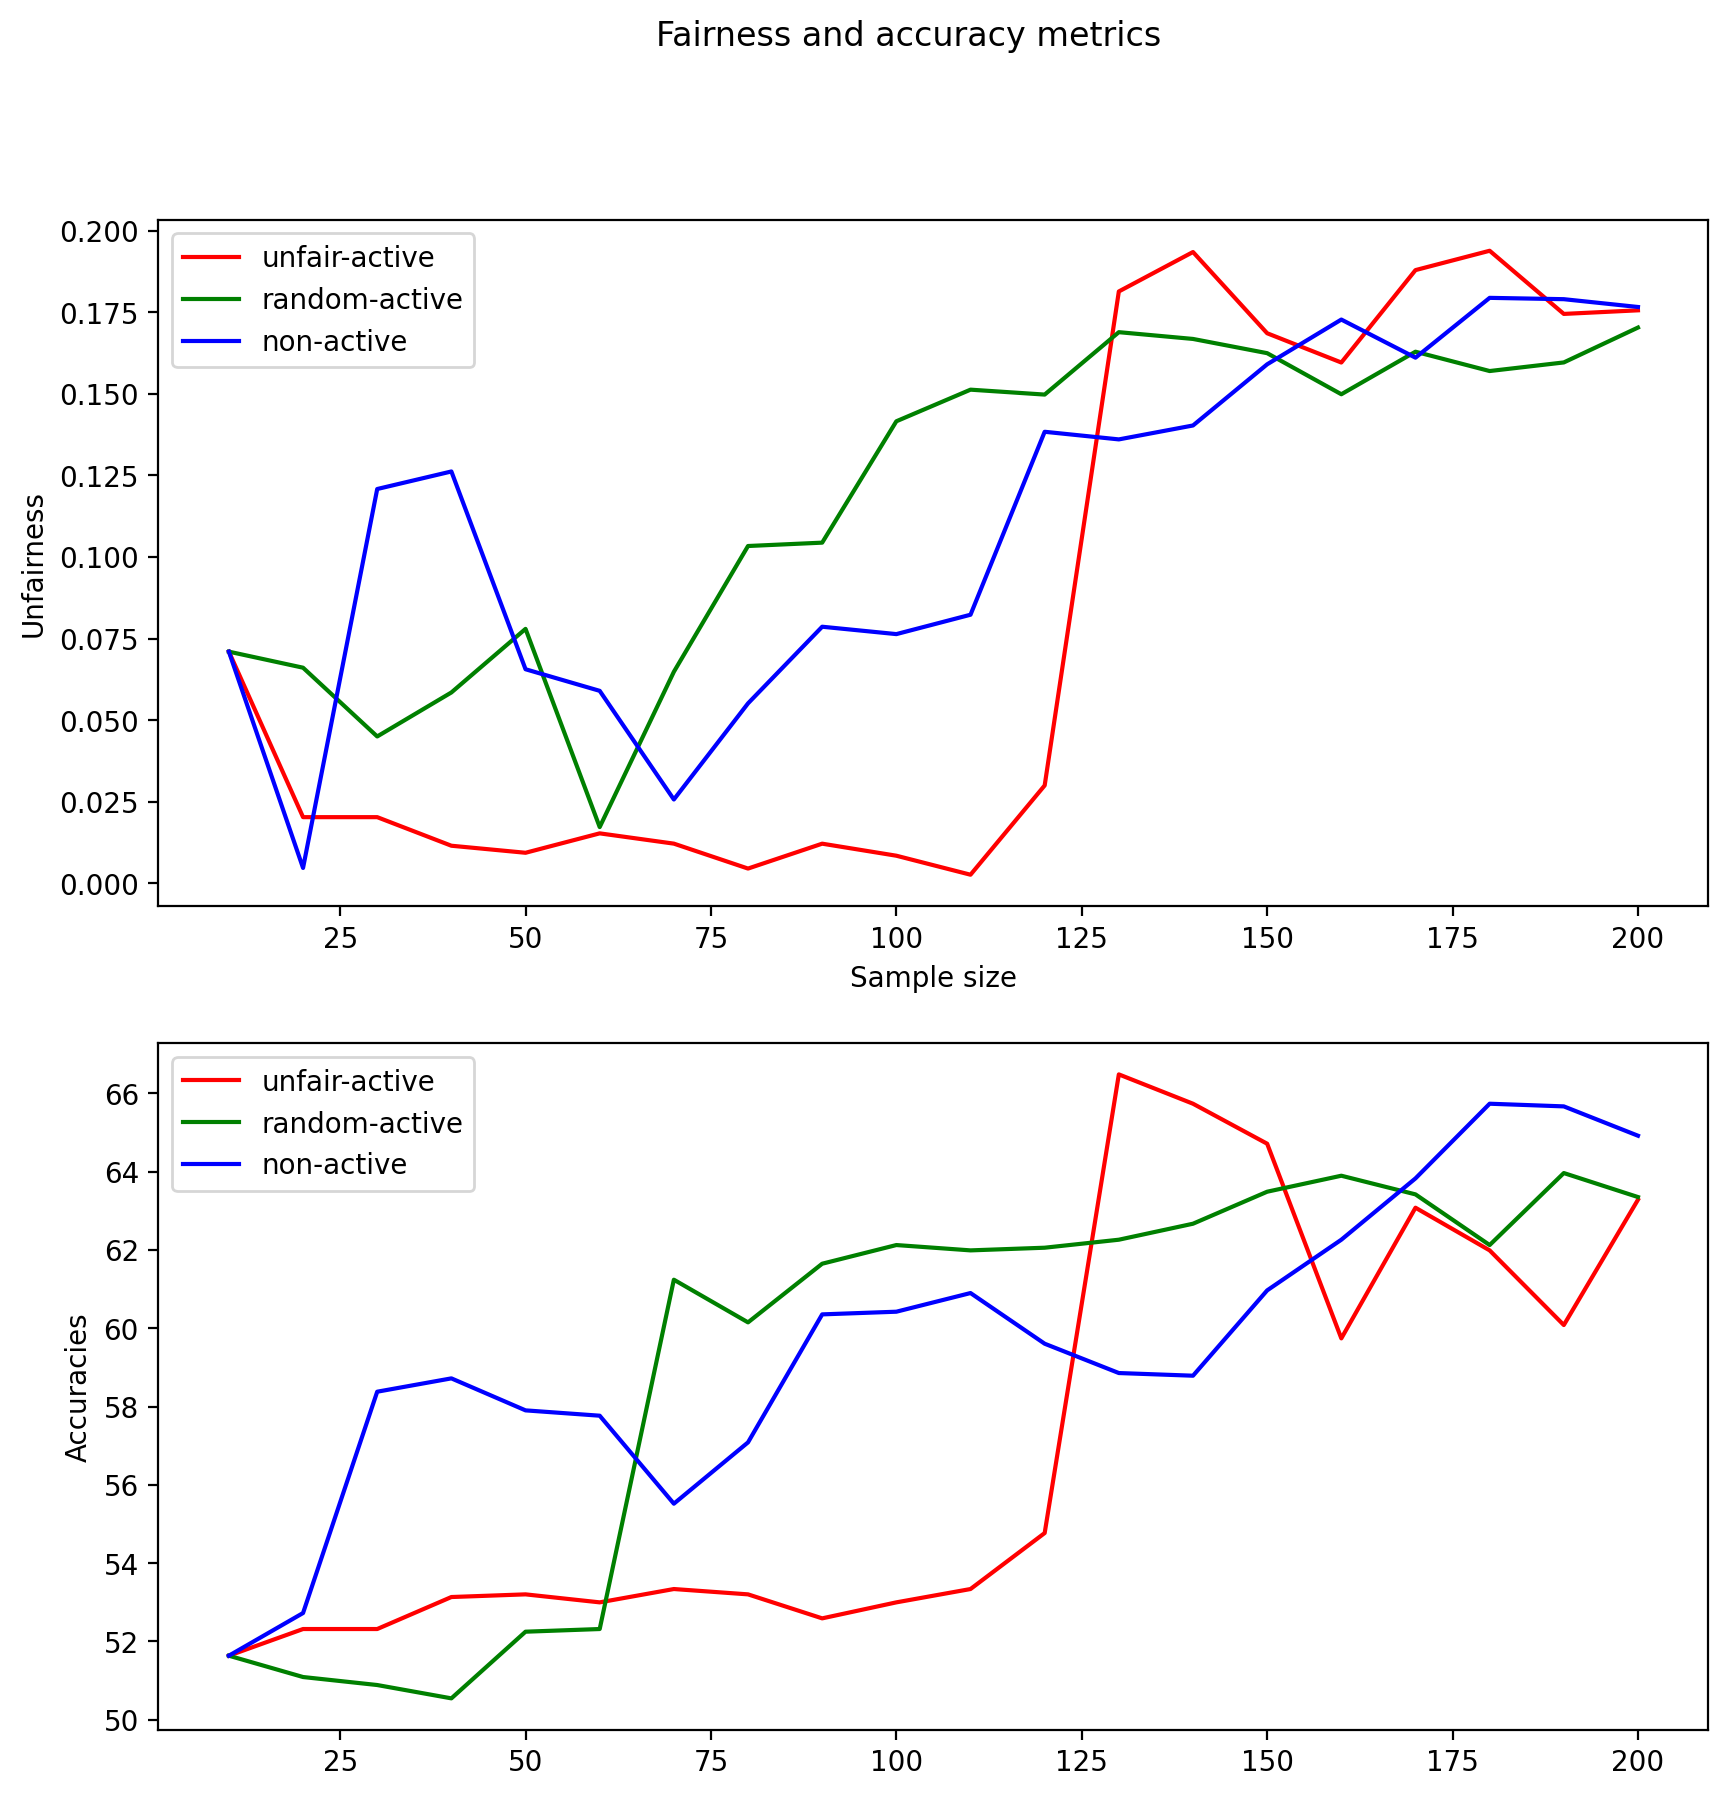 Fairness and accuracy metrics
0.200
0.175
0.150
0.125
0.100
0.075
0.050
0.025
0.000
Unfairness
unfair-active
random-active
non-active
25 50 75 100 125 150 175 200
Sample size
66
64
62
60
58
56
54
52
50
Accuracies
unfair-active
random-active
non-active
25 50 75 100 125 150 175 200